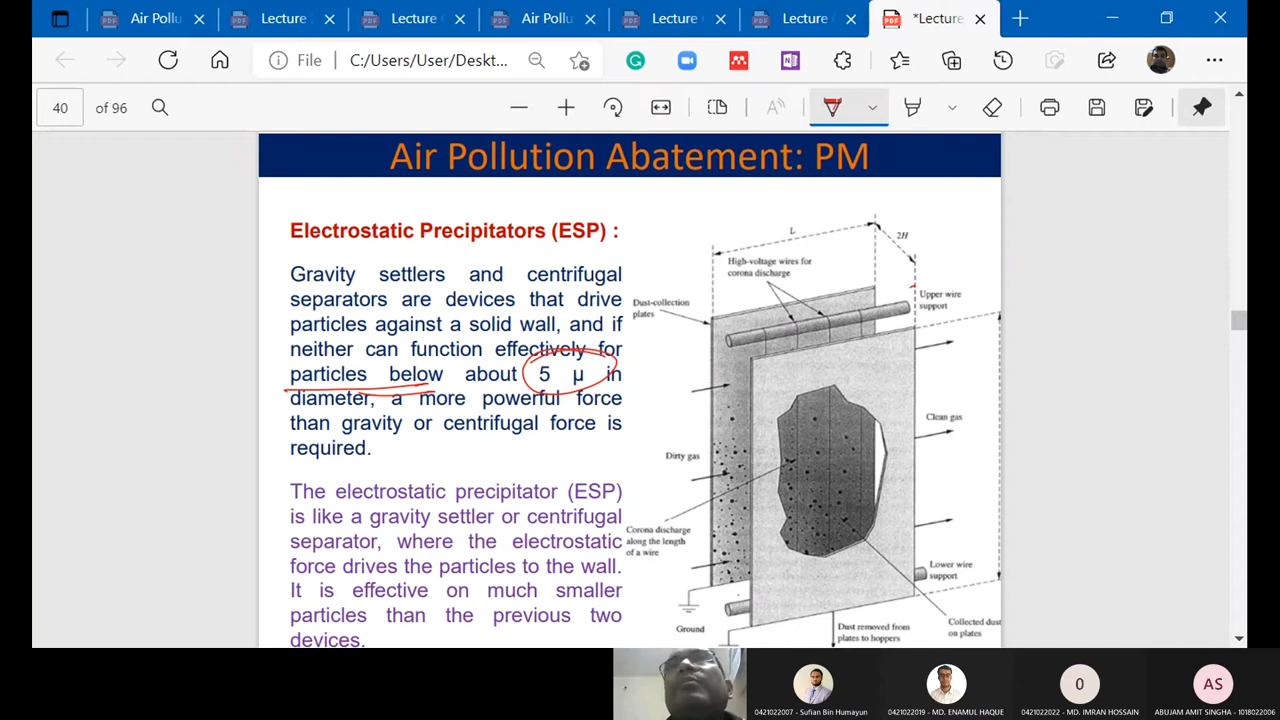 Air Pollu
Lecture
Lecture
Air Pollu
Lecture
Lecture
*Lecture
File
C:/Users/User/Deskt...
40 of 96
Air Pollution Abatement: PM
Electrostatic Precipitators (ESP) :
Gravity settlers and centrifugal
separators are devices that drive
particles against a solid wall, and if
neither can function effectively for
particles below about 5 μ in
diameter, a more powerful force
than gravity or centrifugal force is
required.
The electrostatic precipitator (ESP)
is like a gravity settler or centrifugal
separator, where the electrostatic
force drives the particles to the wall.
It is effective on much smaller
particles than the previous two
devices.
L
2H
High-voltage wires for
corona discharge
Dust-collection
plates
Upper wire
support
Clean gas
Dirty gas
Corona discharge
along the length
of a wire
Lower wire
support
Ground
Dust removed from
plates to hoppers
Collected dust
on plates
0421022007 - Sufian Bin Humayun
0421022019 - MD. ENAMUL HAQUE
0
0421022022 - MD. IMRAN HOSSAIN
AS
ABUJAM AMIT SINGHA - 1018022006